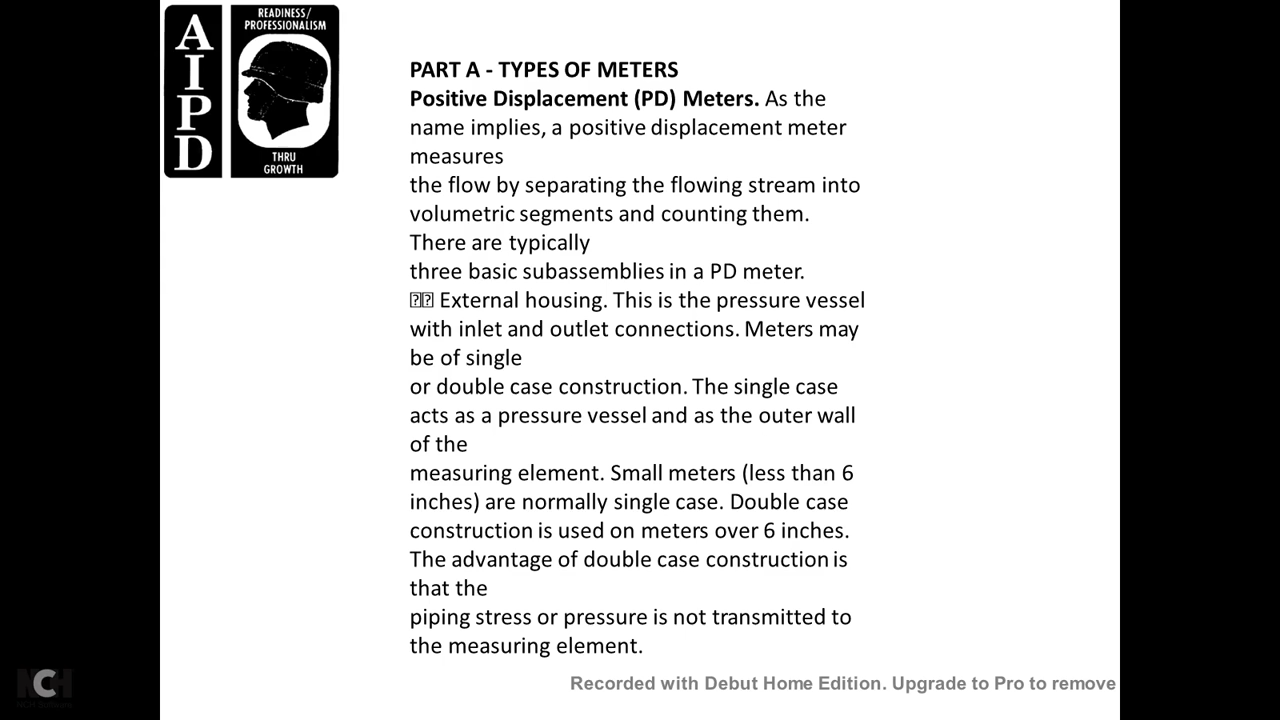 AIPD
READINESS/
PROFESSIONALISM
THRU
GROWTH
PART A - TYPES OF METERS
Positive Displacement (PD) Meters. As the
name implies, a positive displacement meter
measures
the flow by separating the flowing stream into
volumetric segments and counting them.
There are typically
three basic subassemblies in a PD meter.
⍰⍰ External housing. This is the pressure vessel
with inlet and outlet connections. Meters may
be of single
or double case construction. The single case
acts as a pressure vessel and as the outer wall
of the
measuring element. Small meters (less than 6
inches) are normally single case. Double case
construction is used on meters over 6 inches.
The advantage of double case construction is
that the
piping stress or pressure is not transmitted to
the measuring element.
NCH
NCH Software
Recorded with Debut Home Edition. Upgrade to Pro to remove